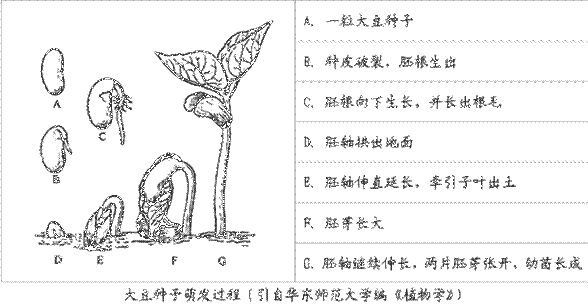 A
B
C
D
E
F
G
A. 一粒大豆种子
B. 种皮破裂，胚根生出
C. 胚根向下生长，并长出根毛
D. 胚轴拱出地面
E. 胚轴伸直延长，牵引子叶出土
F. 胚芽长大
G. 胚轴继续伸长，两片胚芽张开，幼苗长成
大豆种子萌发过程（引自华东师范大学编《植物学》）